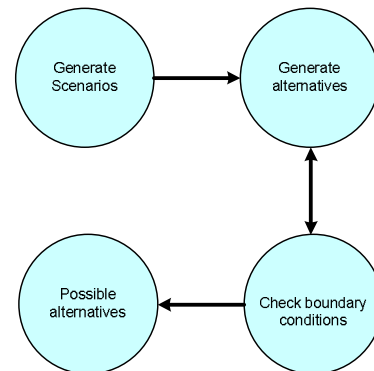 Generate
Scenarios
Generate
alternatives
Possible
alternatives
Check boundary
conditions